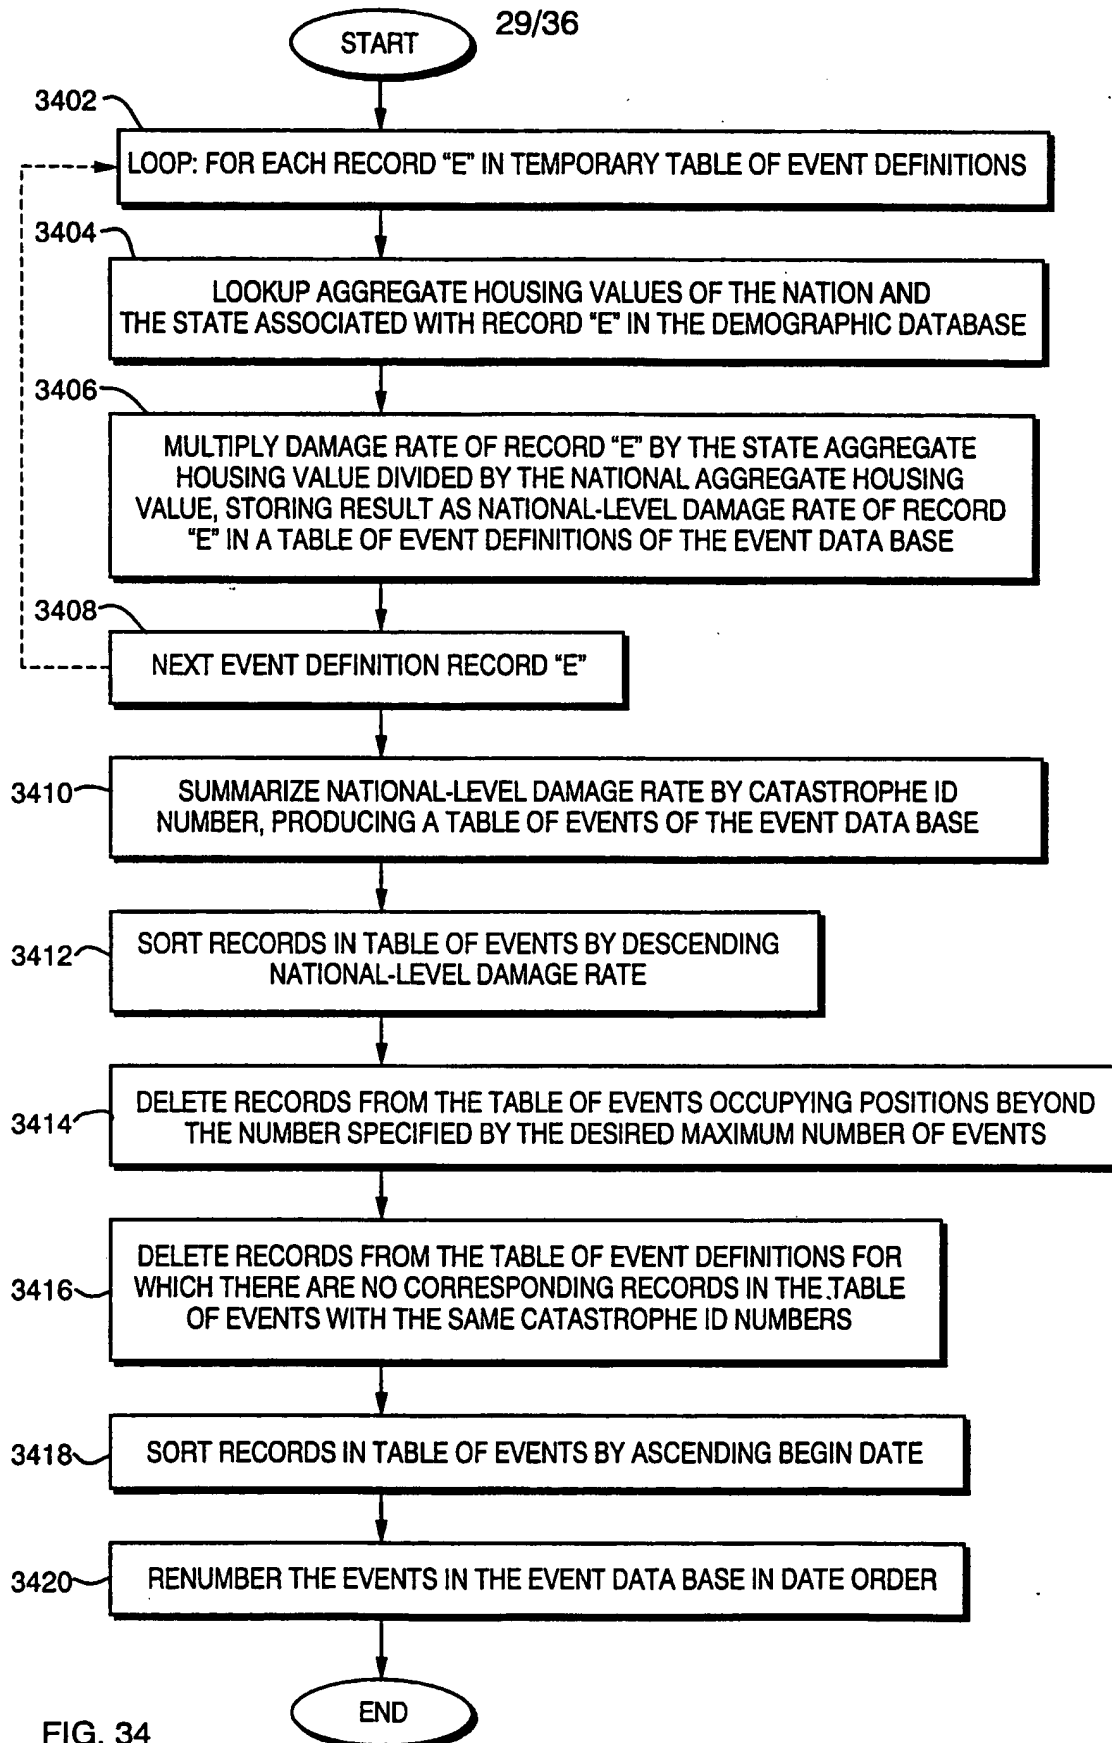 29/36
START
3402
LOOP: FOR EACH RECORD "E" IN TEMPORARY TABLE OF EVENT DEFINITIONS
3404
LOOKUP AGGREGATE HOUSING VALUES OF THE NATION AND
THE STATE ASSOCIATED WITH RECORD "E" IN THE DEMOGRAPHIC DATABASE
3406
MULTIPLY DAMAGE RATE OF RECORD "E" BY THE STATE AGGREGATE
HOUSING VALUE DIVIDED BY THE NATIONAL AGGREGATE HOUSING
VALUE, STORING RESULT AS NATIONAL-LEVEL DAMAGE RATE OF RECORD
"E" IN A TABLE OF EVENT DEFINITIONS OF THE EVENT DATA BASE
3408
NEXT EVENT DEFINITION RECORD "E"
3410
SUMMARIZE NATIONAL-LEVEL DAMAGE RATE BY CATASTROPHE ID
NUMBER, PRODUCING A TABLE OF EVENTS OF THE EVENT DATA BASE
3412
SORT RECORDS IN TABLE OF EVENTS BY DESCENDING
NATIONAL-LEVEL DAMAGE RATE
3414
DELETE RECORDS FROM THE TABLE OF EVENTS OCCUPYING POSITIONS BEYOND
THE NUMBER SPECIFIED BY THE DESIRED MAXIMUM NUMBER OF EVENTS
3416
DELETE RECORDS FROM THE TABLE OF EVENT DEFINITIONS FOR
WHICH THERE ARE NO CORRESPONDING RECORDS IN THE TABLE
OF EVENTS WITH THE SAME CATASTROPHE ID NUMBERS
3418
SORT RECORDS IN TABLE OF EVENTS BY ASCENDING BEGIN DATE
3420
RENUMBER THE EVENTS IN THE EVENT DATA BASE IN DATE ORDER
END
FIG. 34